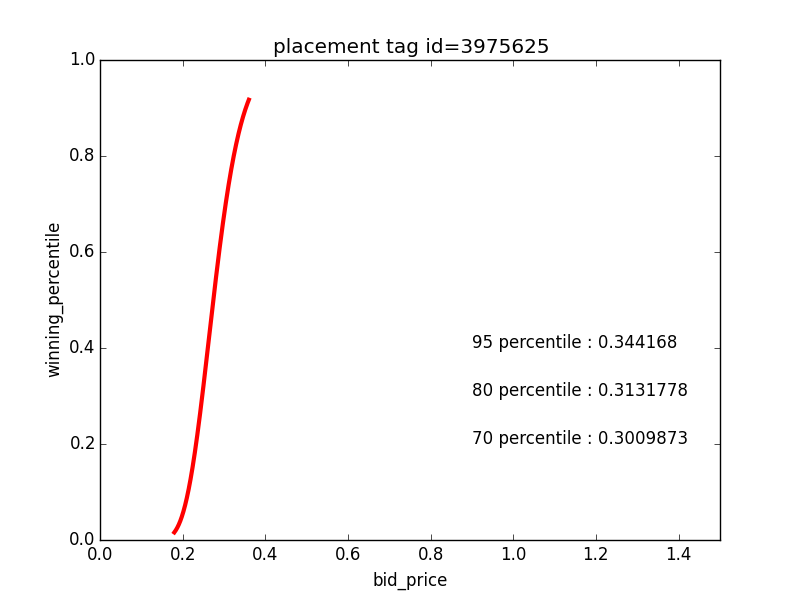 placement tag id=3975625
1.0
0.8
0.6
0.4
0.2
0.0
winning_percentile
95 percentile : 0.344168
80 percentile : 0.3131778
70 percentile : 0.3009873
0.0 0.2 0.4 0.6 0.8 1.0 1.2 1.4
bid_price